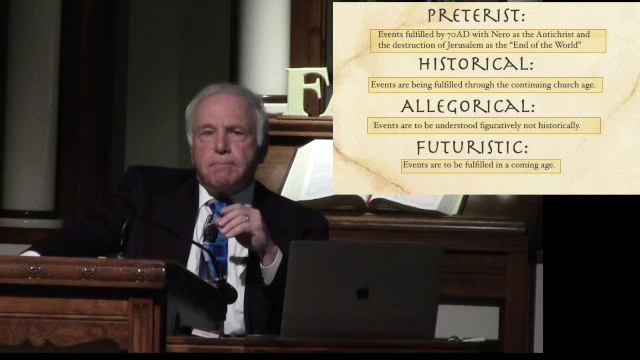 PRETERIST:
Events fulfilled by 70AD with Nero as the Antichrist and
the destruction of Jerusalem as the "End of the World"
HISTORICAL:
Events are being fulfilled through the continuing church age.
ALLEGORICAL:
Events are to be understood figuratively not historically.
FUTURISTIC:
Events are to be fulfilled in a coming age.
F